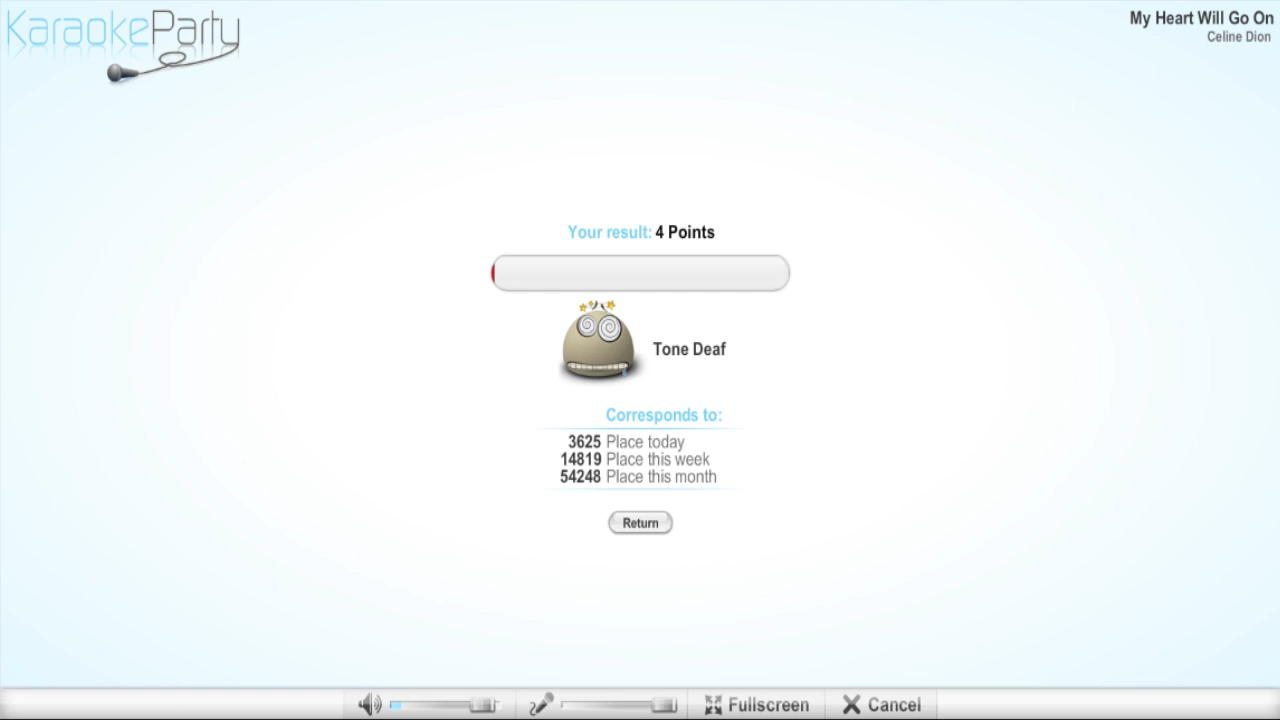 KaraokeParty
My Heart Will Go On
Celine Dion
Your result: 4 Points
Tone Deaf
Corresponds to:
3625 Place today
14819 Place this week
54248 Place this month
Return
Fullscreen
Cancel